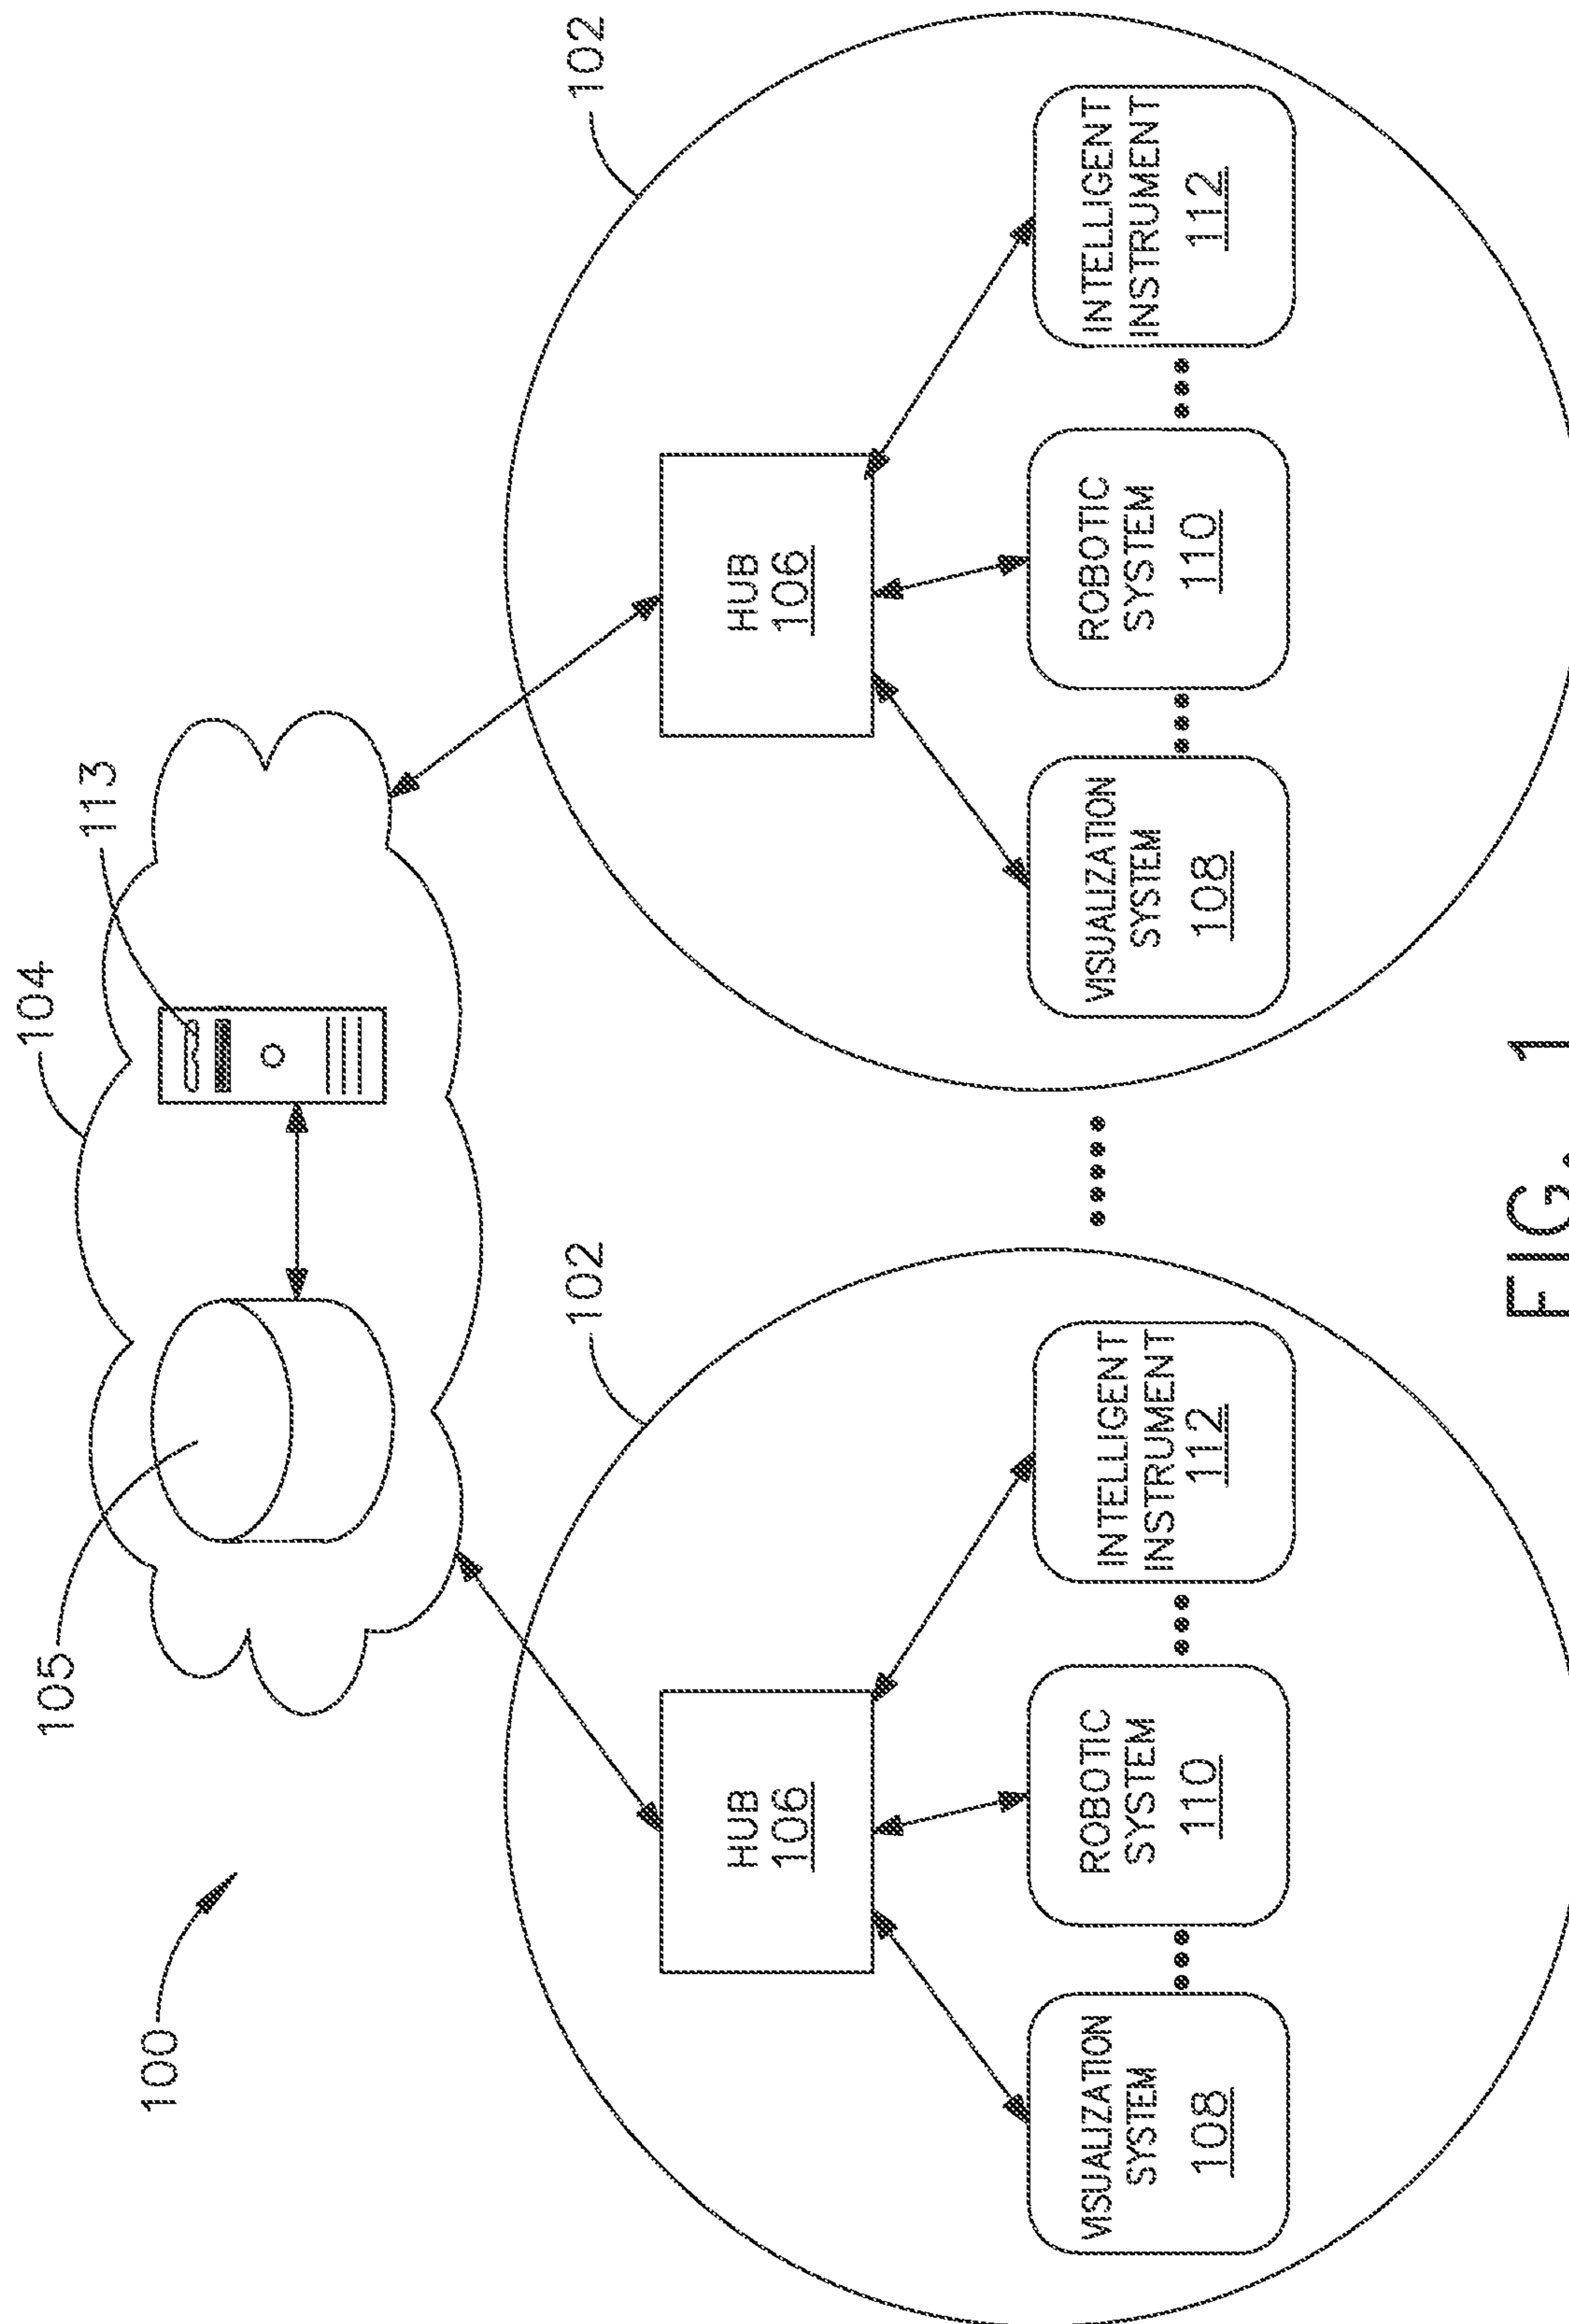 100
105
104
113
102
HUB
106
VISUALIZATION
SYSTEM
108
ROBOTIC
SYSTEM
110
INTELLIGENT
INSTRUMENT
112
102
HUB
106
VISUALIZATION
SYSTEM
108
ROBOTIC
SYSTEM
110
INTELLIGENT
INSTRUMENT
112
FIG. 1